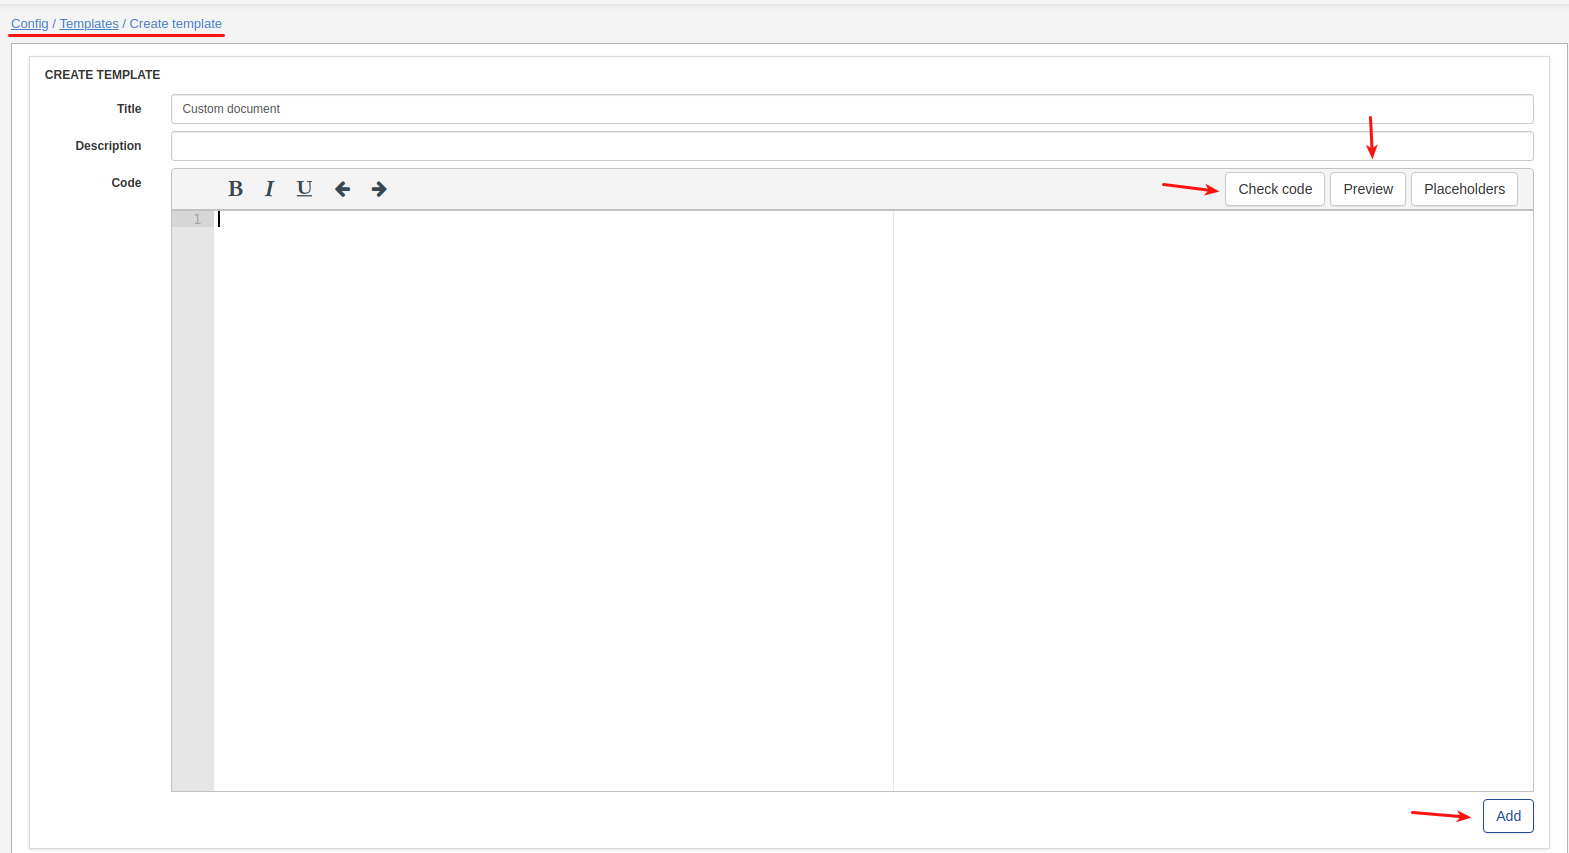 Config / Templates / Create template
CREATE TEMPLATE
Title
Custom document
Description
Code
B I U
Check code
Preview
Placeholders
1
Add